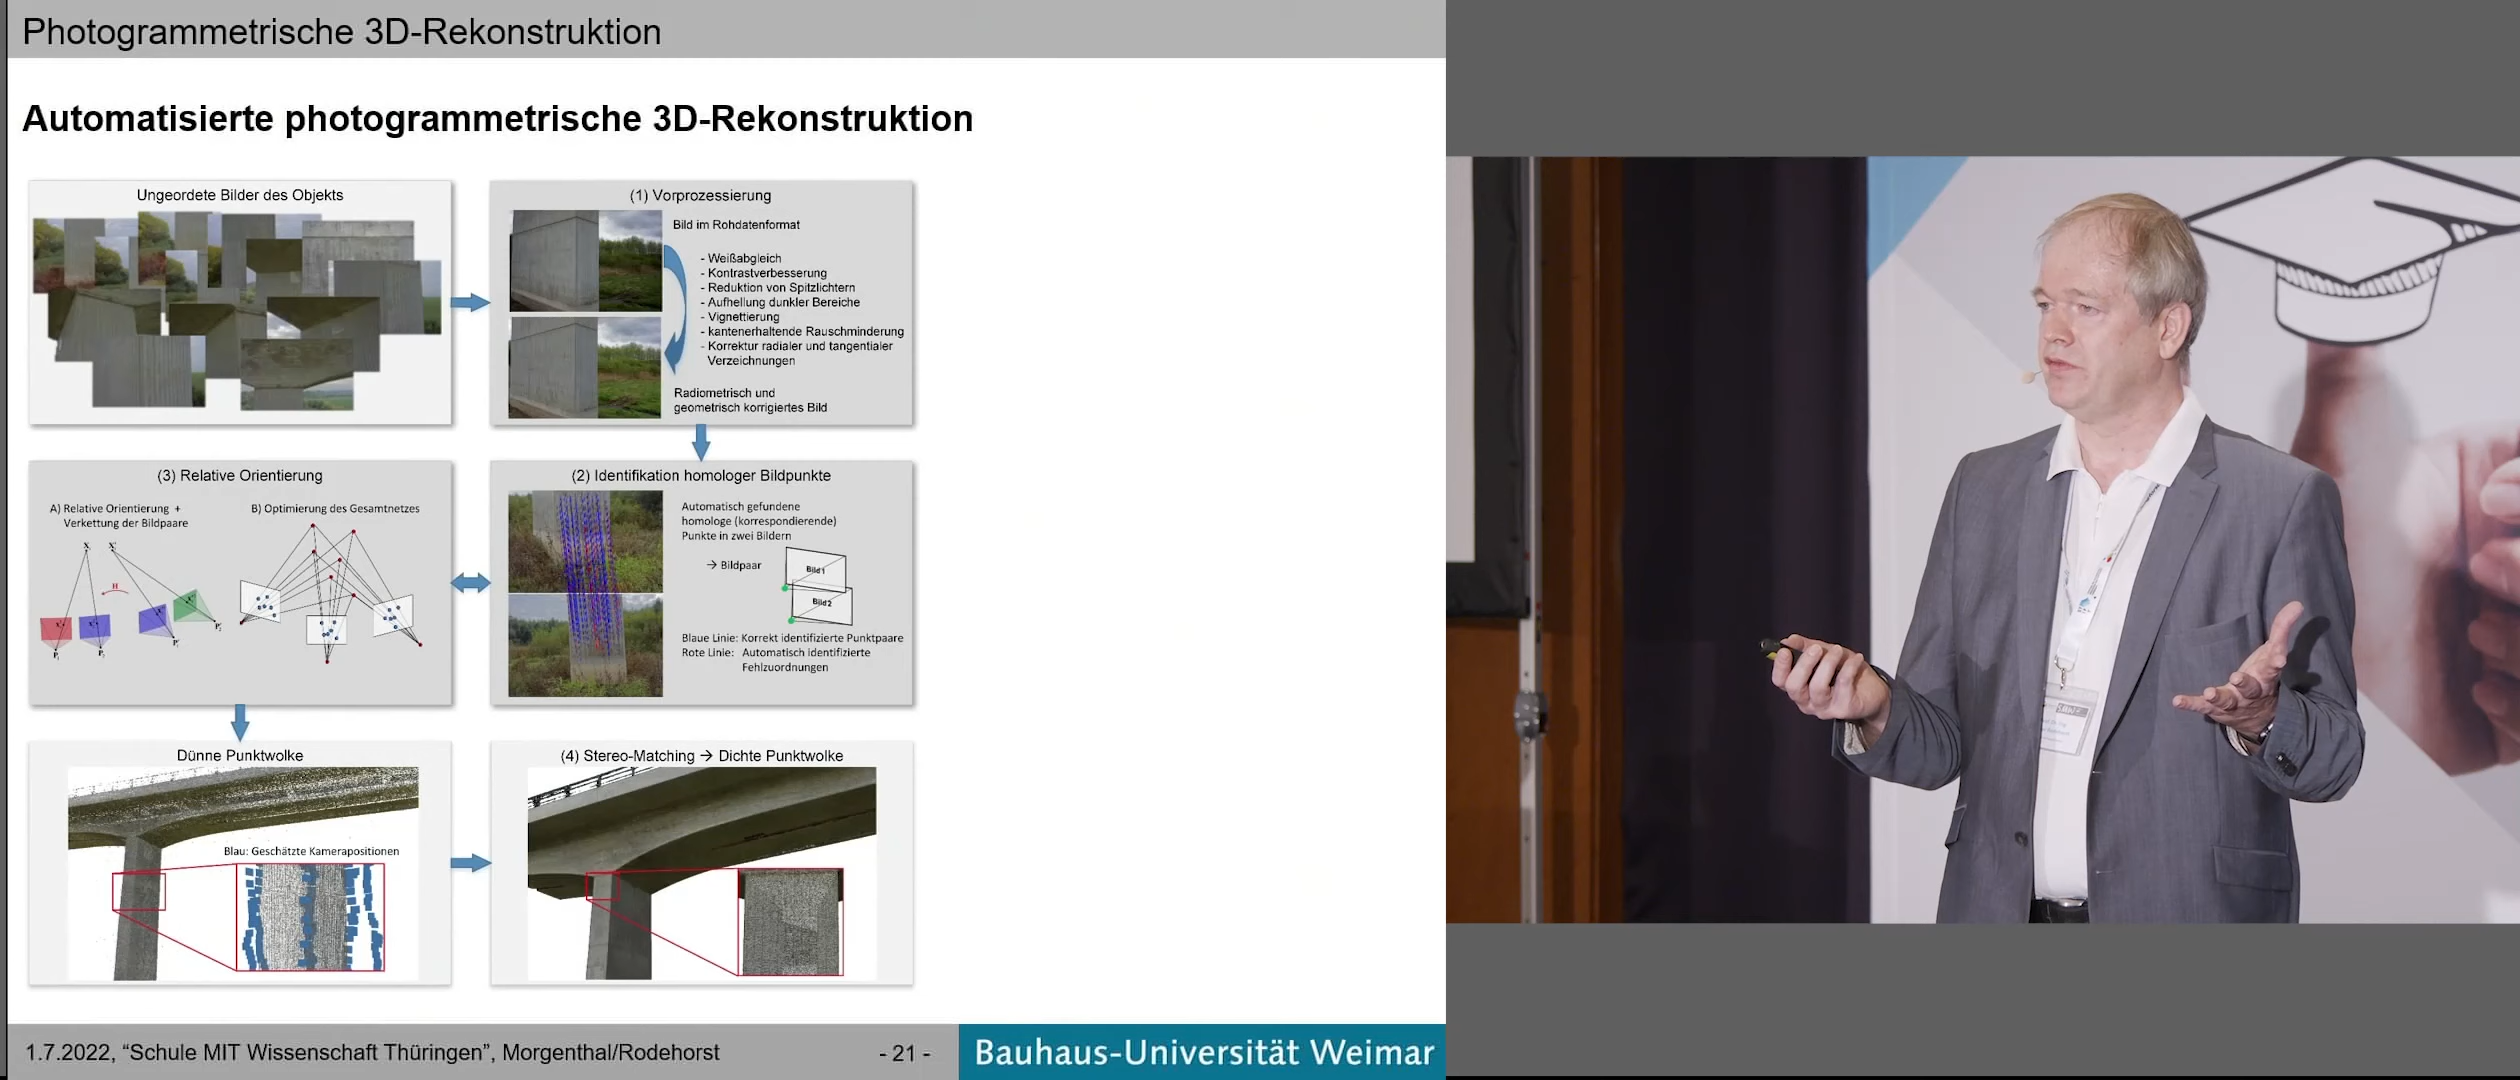 Photogrammetrische 3D-Rekonstruktion
Automatisierte photogrammetrische 3D-Rekonstruktion
Ungeordete Bilder des Objekts
(1) Vorprozessierung
Bild im Rohdatenformat
- Weißabgleich
- Kontrastverbesserung
- Reduktion von Spitzlichtern
- Aufhellung dunkler Bereiche
- Vignettierung
- kantenerhaltende Rauschminderung
- Korrektur radialer und tangentialer
Verzeichnungen
Radiometrisch und
geometrisch korrigiertes Bild
(3) Relative Orientierung
A) Relative Orientierung +
Verkettung der Bildpaare
B) Optimierung des Gesamtnetzes
H
(2) Identifikation homologer Bildpunkte
Automatisch gefundene
homologe (korrespondierende)
Punkte in zwei Bildern
→ Bildpaar
Bild 1
Bild 2
Blaue Linie: Korrekt identifizierte Punktpaare
Rote Linie: Automatisch identifizierte
Fehlzuordnungen
Dünne Punktwolke
Blau: Geschätzte Kamerapositionen
(4) Stereo-Matching → Dichte Punktwolke
1.7.2022, “Schule MIT Wissenschaft Thüringen”, Morgenthal/Rodehorst
- 21 -
Bauhaus-Universität Weimar